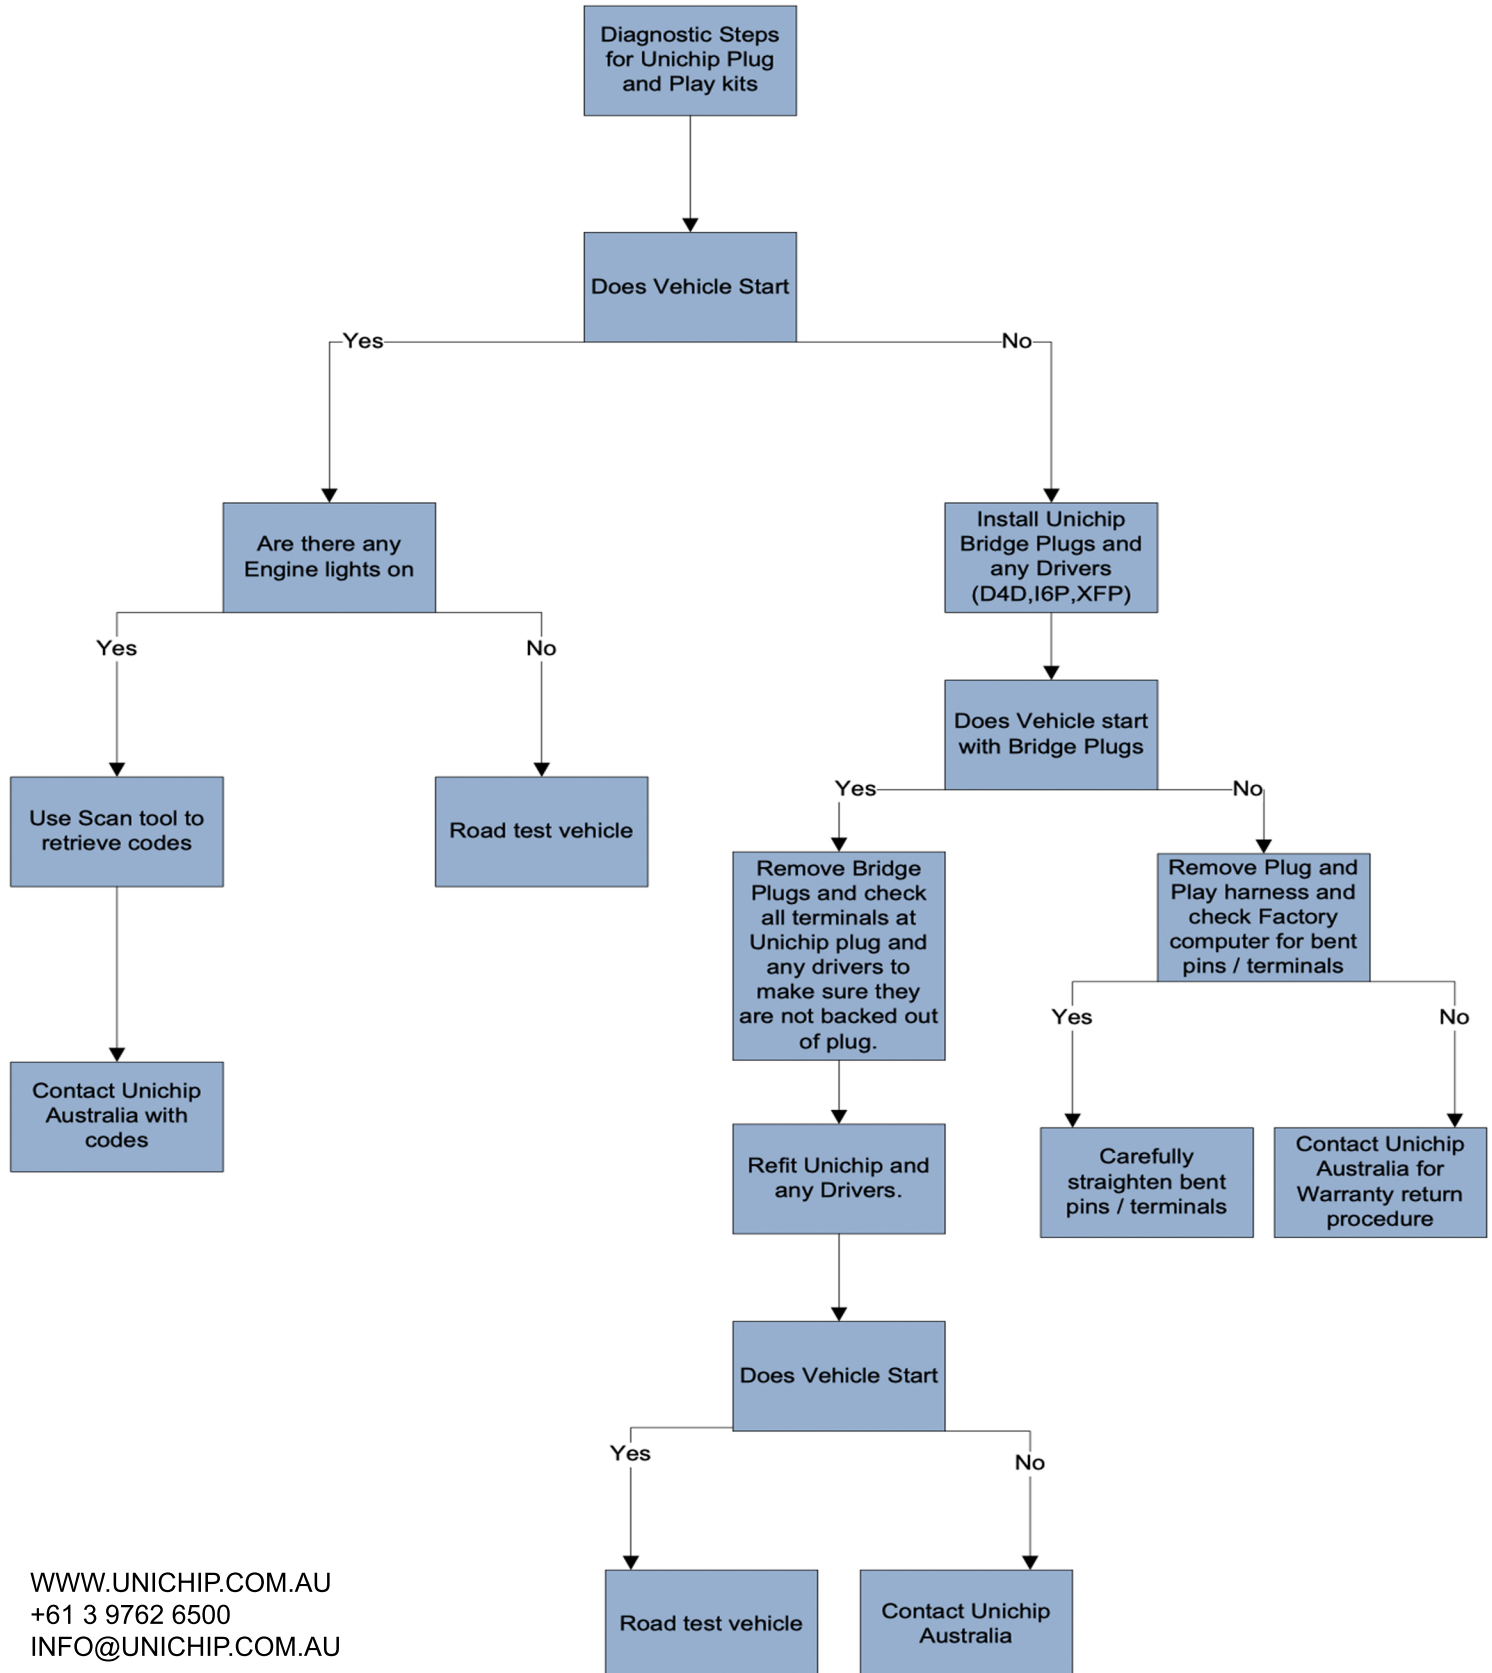 Diagnostic Steps
for Unichip Plug
and Play kits
Does Vehicle Start
Yes
No
Are there any
Engine lights on
Install Unichip
Bridge Plugs and
any Drivers
(D4D,I6P,XFP)
Yes
No
Does Vehicle start
with Bridge Plugs
Use Scan tool to
retrieve codes
Road test vehicle
Yes
No
Remove Bridge
Plugs and check
all terminals at
Unichip plug and
any drivers to
make sure they
are not backed out
of plug.
Remove Plug and
Play harness and
check Factory
computer for bent
pins / terminals
Yes
No
Contact Unichip
Australia with
codes
Refit Unichip and
any Drivers.
Carefully
straighten bent
pins / terminals
Contact Unichip
Australia for
Warranty return
procedure
Does Vehicle Start
Yes
No
Road test vehicle
Contact Unichip
Australia
WWW.UNICHIP.COM.AU
+61 3 9762 6500
INFO@UNICHIP.COM.AU